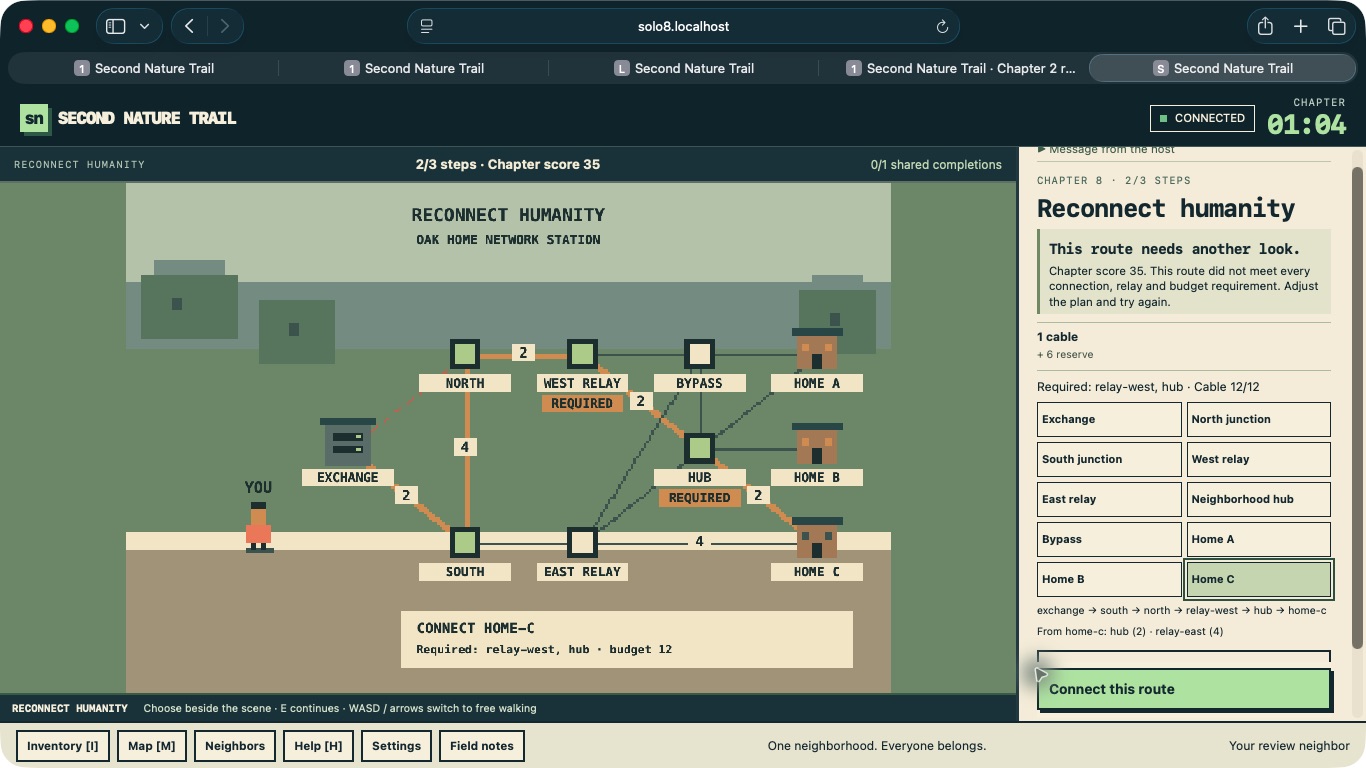 solo8.localhost
1 Second Nature Trail
1 Second Nature Trail
L Second Nature Trail
1 Second Nature Trail · Chapter 2 r...
S Second Nature Trail
sn SECOND NATURE TRAIL
CONNECTED
CHAPTER
01:04
RECONNECT HUMANITY
2/3 steps · Chapter score 35
0/1 shared completions
RECONNECT HUMANITY
OAK HOME NETWORK STATION
2
NORTH
WEST RELAY
BYPASS
HOME A
REQUIRED
2
4
EXCHANGE
HUB
HOME B
YOU
2
REQUIRED
2
4
SOUTH
EAST RELAY
HOME C
CONNECT HOME-C
Required: relay-west, hub · budget 12
RECONNECT HUMANITY
Choose beside the scene · E continues · WASD / arrows switch to free walking
Message from the host
CHAPTER 8 · 2/3 STEPS
Reconnect humanity
This route needs another look.
Chapter score 35. This route did not meet every
connection, relay and budget requirement. Adjust
the plan and try again.
1 cable
+ 6 reserve
Required: relay-west, hub · Cable 12/12
Exchange
North junction
South junction
West relay
East relay
Neighborhood hub
Bypass
Home A
Home B
Home C
exchange → south → north → relay-west → hub → home-c
From home-c: hub (2) · relay-east (4)
Connect this route
Inventory [I]
Map [M]
Neighbors
Help [H]
Settings
Field notes
One neighborhood. Everyone belongs.
Your review neighbor